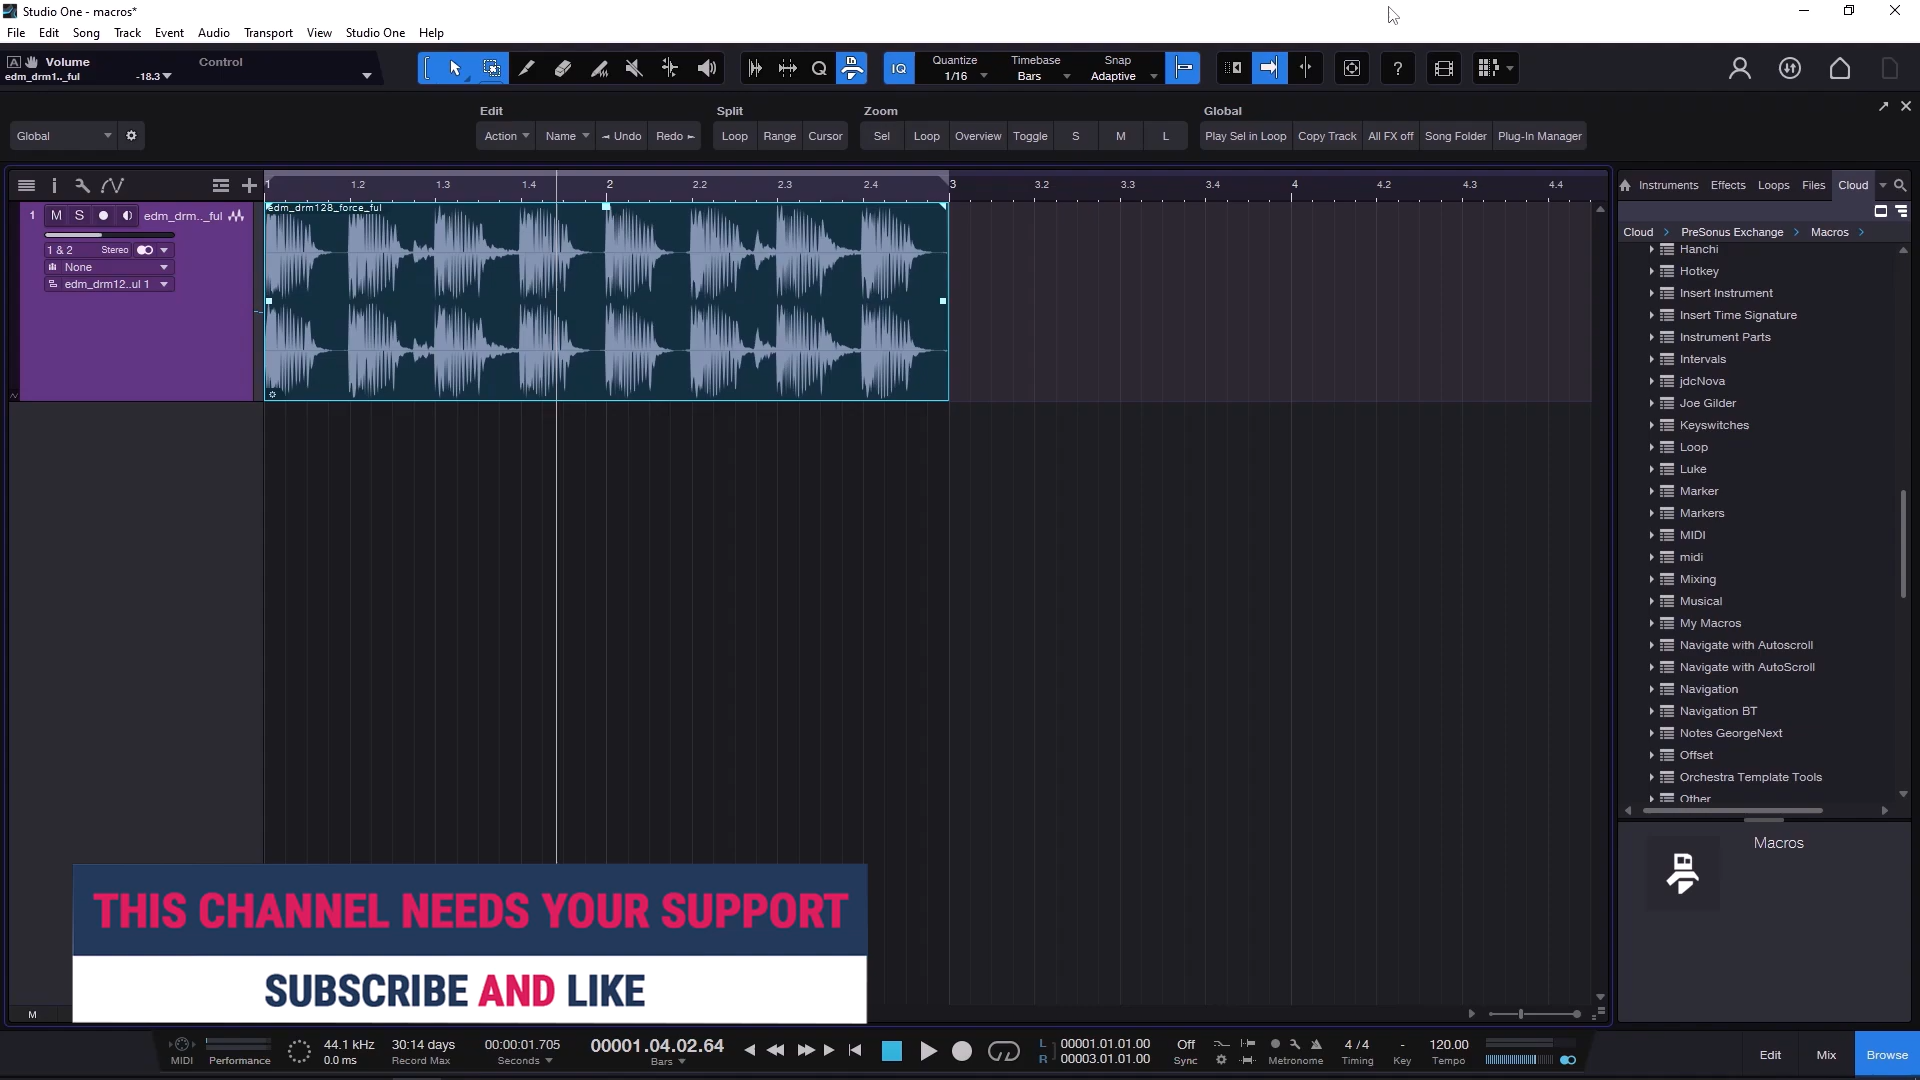 Studio One - macros*
File Edit Song Track Event Audio Transport View Studio One Help
A Volume Control
edm_drm1.._ful -18.3
IQ Quantize 1/16 Timebase Bars Snap Adaptive ?
Edit Split Zoom Global
Global Action Name Undo Redo Loop Range Cursor Sel Loop Overview Toggle S M L Play Sel in Loop Copy Track All FX off Song Folder Plug-In Manager
1 1.2 1.3 1.4 2 2.2 2.3 2.4 3 3.2 3.3 3.4 4 4.2 4.3 4.4
Instruments Effects Loops Files Cloud
1 M S edm_drm.._ful
edm_drm128_force_ful
1 & 2 Stereo
None
edm_drm12..ul 1
Cloud PreSonus Exchange Macros
Hanchi
Hotkey
Insert Instrument
Insert Time Signature
Instrument Parts
Intervals
jdcNova
Joe Gilder
Keyswitches
Loop
Luke
Marker
Markers
MIDI
midi
Mixing
Musical
My Macros
Navigate with Autoscroll
Navigate with AutoScroll
Navigation
Navigation BT
Notes GeorgeNext
Offset
Orchestra Template Tools
Other
Macros
THIS CHANNEL NEEDS YOUR SUPPORT
SUBSCRIBE AND LIKE
M
MIDI Performance 44.1 kHz 0.0 ms 30:14 days Record Max 00:00:01.705 Seconds 00001.04.02.64 Bars
L 00001.01.01.00
R 00003.01.01.00
Off Sync Metronome 4 / 4 Timing - Key 120.00 Tempo
Edit Mix Browse